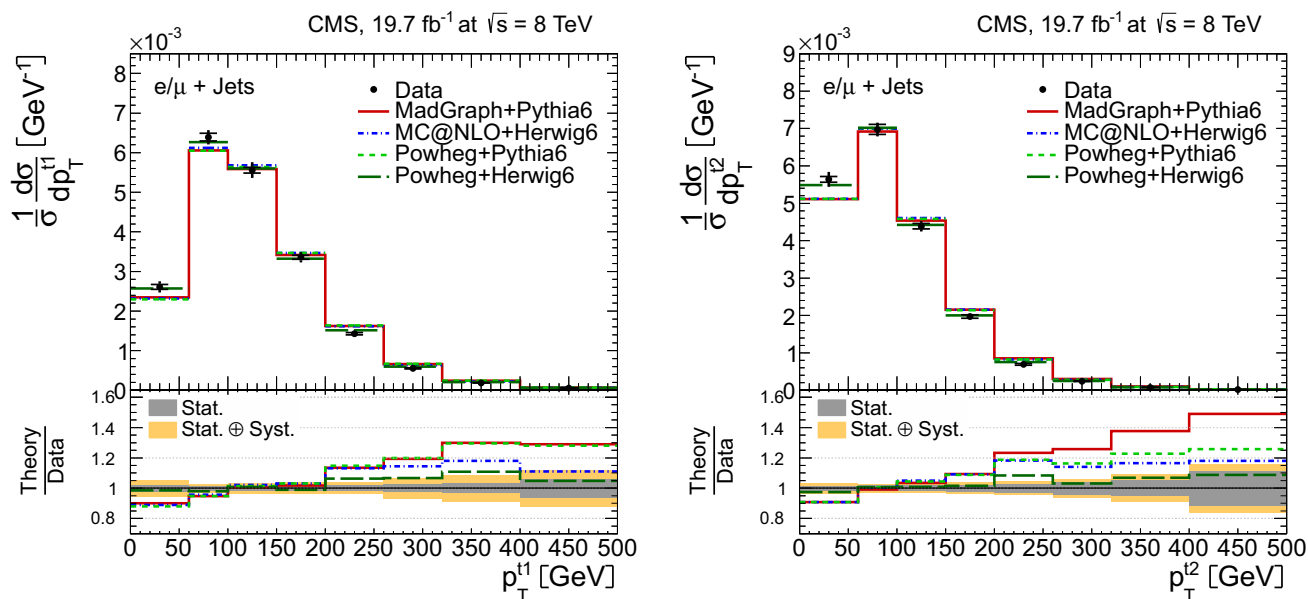 CMS, 19.7 fb⁻¹ at √s = 8 TeV
×10⁻³
e/μ + Jets
Data
MadGraph+Pythia6
MC@NLO+Herwig6
Powheg+Pythia6
Powheg+Herwig6
1/σ dσ/dp_T^t1 [GeV⁻¹]
8
7
6
5
4
3
2
1
0
Stat.
Stat. ⊕ Syst.
Theory/Data
1.6
1.4
1.2
1
0.8
0 50 100 150 200 250 300 350 400 450 500
p_T^t1 [GeV]
CMS, 19.7 fb⁻¹ at √s = 8 TeV
×10⁻³
e/μ + Jets
Data
MadGraph+Pythia6
MC@NLO+Herwig6
Powheg+Pythia6
Powheg+Herwig6
1/σ dσ/dp_T^t2 [GeV⁻¹]
9
8
7
6
5
4
3
2
1
0
Stat.
Stat. ⊕ Syst.
Theory/Data
1.6
1.4
1.2
1
0.8
0 50 100 150 200 250 300 350 400 450 500
p_T^t2 [GeV]